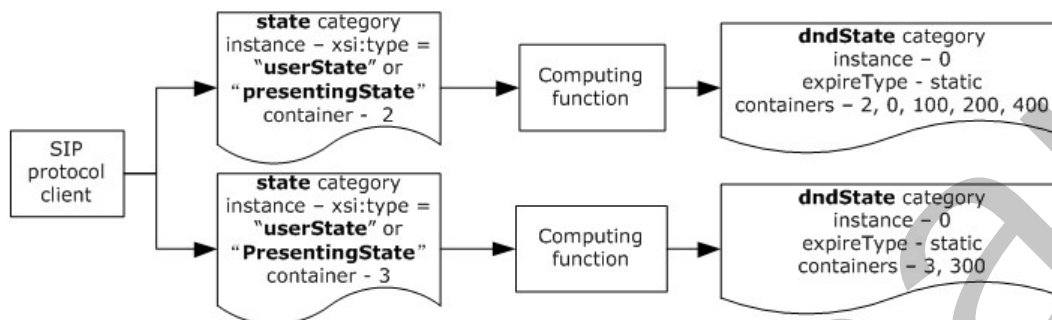 SIP
protocol
client
state category
instance – xsi:type =
“userState” or
“presentingState”
container - 2
Computing
function
dndState category
instance – 0
expireType - static
containers – 2, 0, 100, 200, 400
state category
instance – xsi:type =
“userState” or
“PresentingState”
container - 3
Computing
function
dndState category
instance – 0
expireType - static
containers – 3, 300